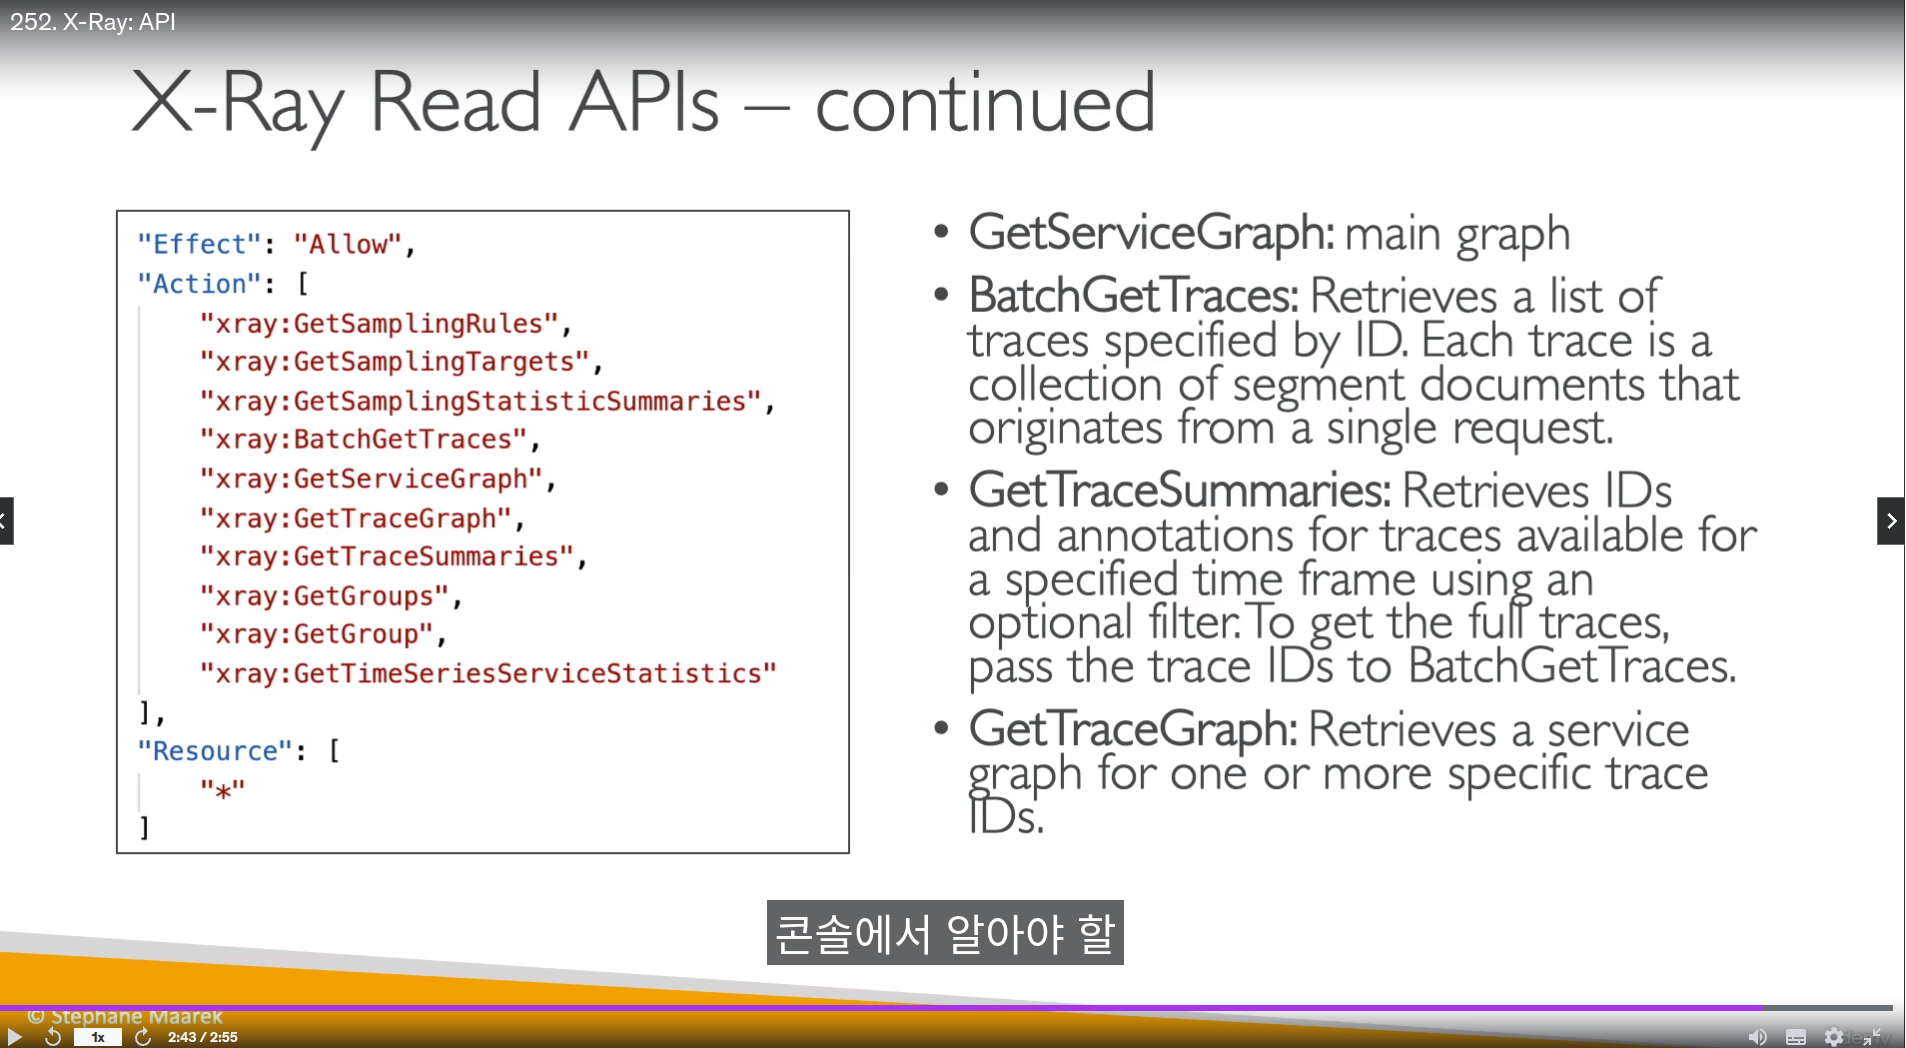 252. X-Ray: API
X-Ray Read APIs – continued
"Effect": "Allow",
"Action": [
"xray:GetSamplingRules",
"xray:GetSamplingTargets",
"xray:GetSamplingStatisticSummaries",
"xray:BatchGetTraces",
"xray:GetServiceGraph",
"xray:GetTraceGraph",
"xray:GetTraceSummaries",
"xray:GetGroups",
"xray:GetGroup",
"xray:GetTimeSeriesServiceStatistics"
],
"Resource": [
"*"
]
• GetServiceGraph: main graph
• BatchGetTraces: Retrieves a list of
traces specified by ID. Each trace is a
collection of segment documents that
originates from a single request.
• GetTraceSummaries: Retrieves IDs
and annotations for traces available for
a specified time frame using an
optional filter. To get the full traces,
pass the trace IDs to BatchGetTraces.
• GetTraceGraph: Retrieves a service
graph for one or more specific trace
IDs.
콘솔에서 알아야 할
© Stephane Maarek
1x
2:43 / 2:55